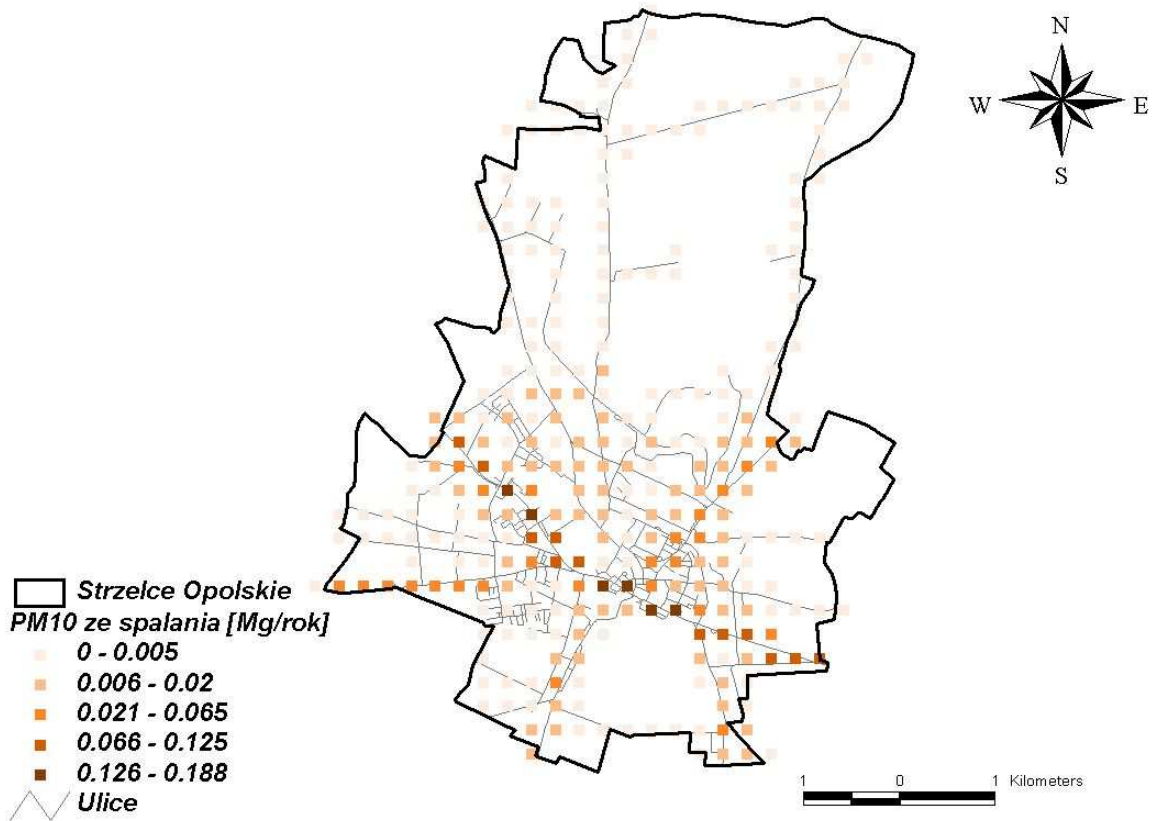 N
W E
S
Strzelce Opolskie
PM10 ze spalania [Mg/rok]
0 - 0.005
0.006 - 0.02
0.021 - 0.065
0.066 - 0.125
0.126 - 0.188
Ulice
1 0 1 Kilometers